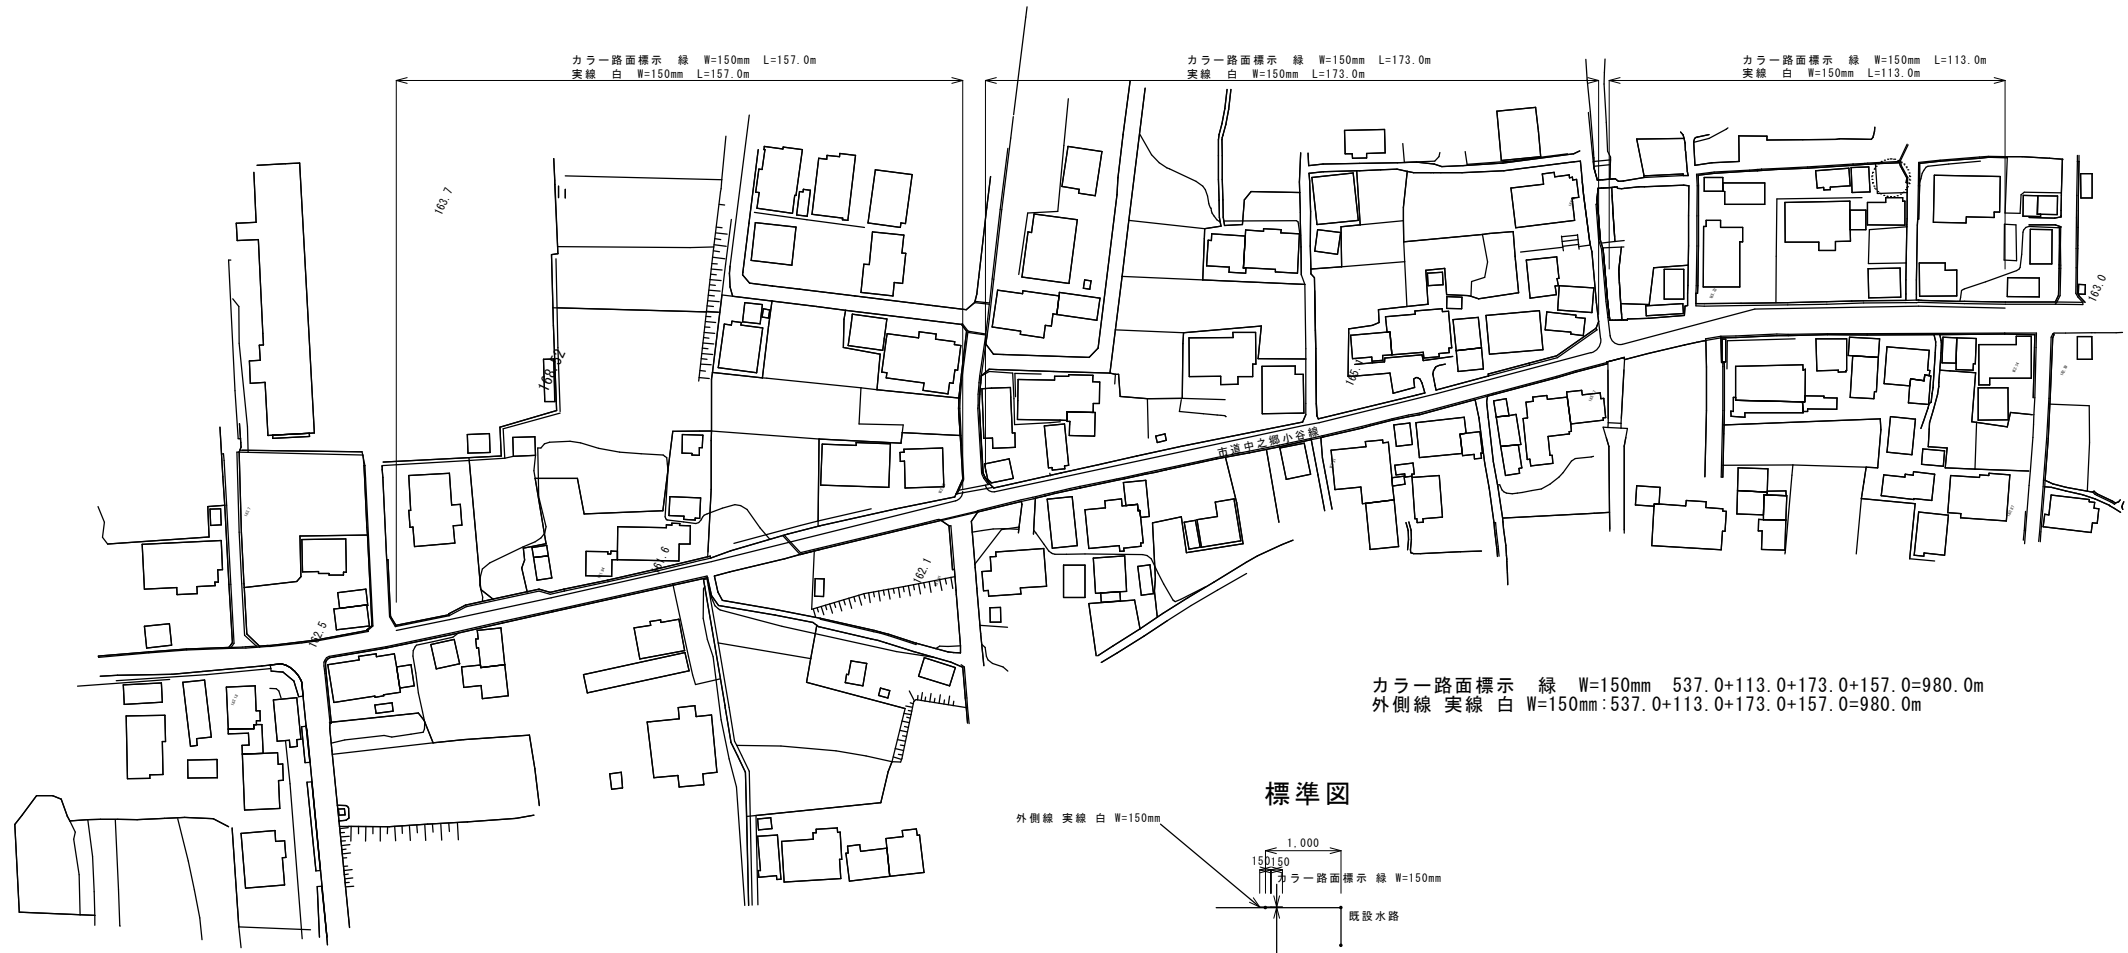 カラー路面標示　緑　W=150mm　L=157.0m
実線　白　W=150mm　L=157.0m
カラー路面標示　緑　W=150mm　L=173.0m
実線　白　W=150mm　L=173.0m
カラー路面標示　緑　W=150mm　L=113.0m
実線　白　W=150mm　L=113.0m
163.7
168.52
163.0
165.7
市道中之郷小谷線
162.1
162.5
カラー路面標示　緑　W=150mm　537.0+113.0+173.0+157.0=980.0m
外側線 実線 白 W=150mm:537.0+113.0+173.0+157.0=980.0m
標準図
外側線 実線 白 W=150mm
1.000
150150
カラー路面標示 緑 W=150mm
既設水路